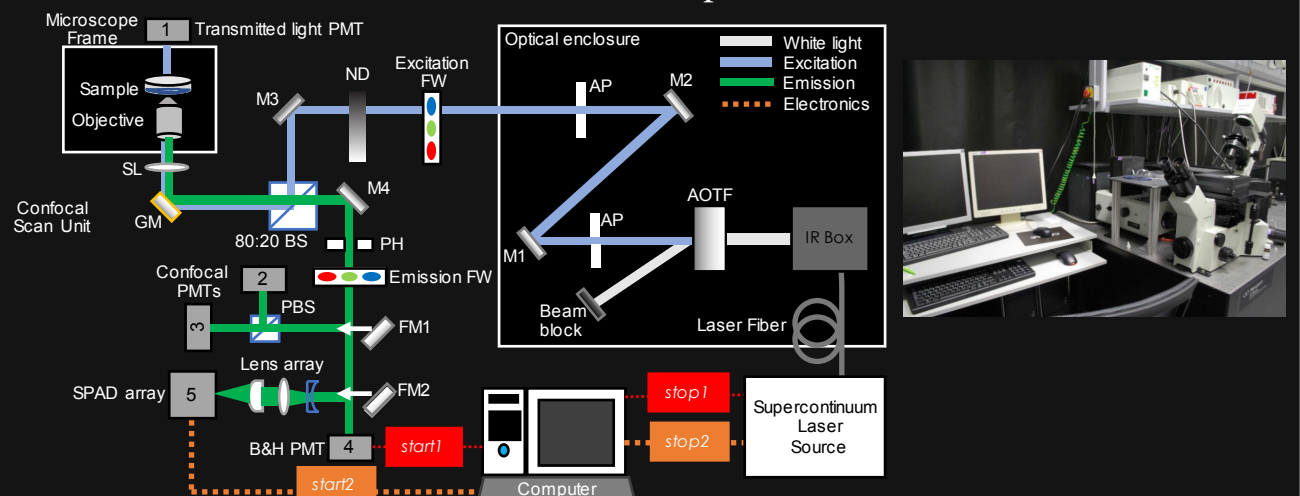 Microscope
Frame
1
Transmitted light PMT
Sample
Objective
SL
GM
Confocal
Scan Unit
M3
ND
Excitation
FW
80:20 BS
M4
PH
Emission FW
Confocal
PMTs
2
3
PBS
FM1
Lens array
SPAD array
5
FM2
B&H PMT
4
start1
start2
Optical enclosure
White light
Excitation
Emission
Electronics
AP
M2
AP
M1
AOTF
IR Box
Beam
block
Laser Fiber
stop1
stop2
Supercontinuum
Laser
Source
Computer